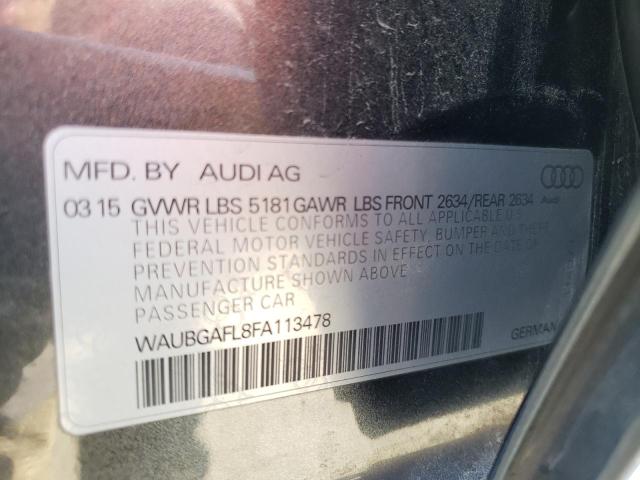 MFD. BY AUDI AG
03 15 GVWR LBS 5181 GAWR LBS FRONT 2634/REAR 2634
Audi
THIS VEHICLE CONFORMS TO ALL APPLICABLE U.S.
FEDERAL MOTOR VEHICLE SAFETY, BUMPER AND THEFT
PREVENTION STANDARDS IN EFFECT ON THE DATE OF
MANUFACTURE SHOWN ABOVE.
PASSENGER CAR
WAUBGAFL8FA113478
GERMAN